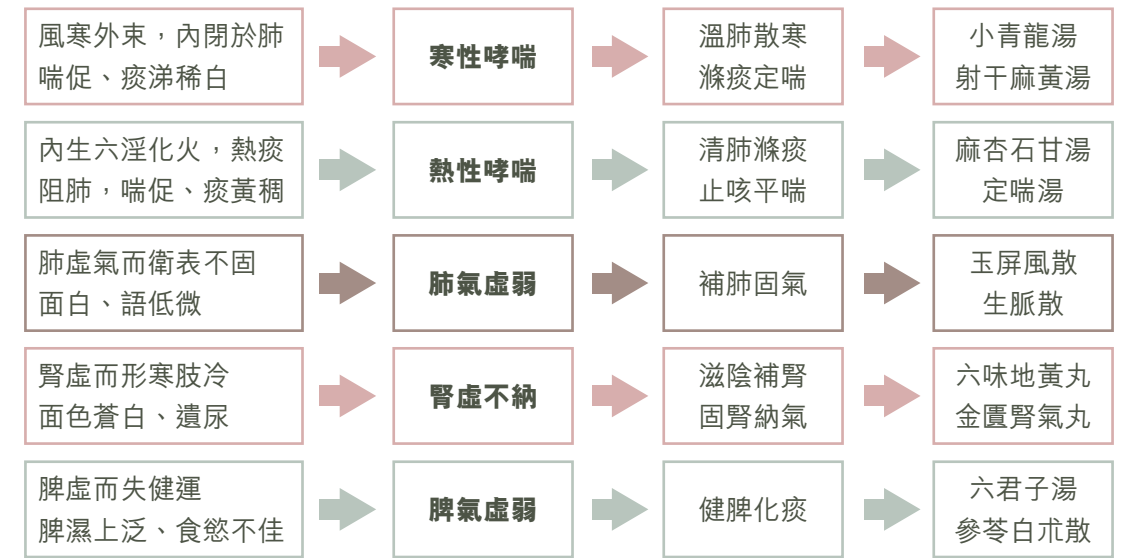 風寒外束，內閉於肺
喘促、痰涕稀白
寒性哮喘
溫肺散寒
滌痰定喘
小青龍湯
射干麻黃湯
內生六淫化火，熱痰
阻肺，喘促、痰黃稠
熱性哮喘
清肺滌痰
止咳平喘
麻杏石甘湯
定喘湯
肺虛氣而衛表不固
面白、語低微
肺氣虛弱
補肺固氣
玉屏風散
生脈散
腎虛而形寒肢冷
面色蒼白、遺尿
腎虛不納
滋陰補腎
固腎納氣
六味地黃丸
金匱腎氣丸
脾虛而失健運
脾濕上泛、食慾不佳
脾氣虛弱
健脾化痰
六君子湯
參苓白朮散